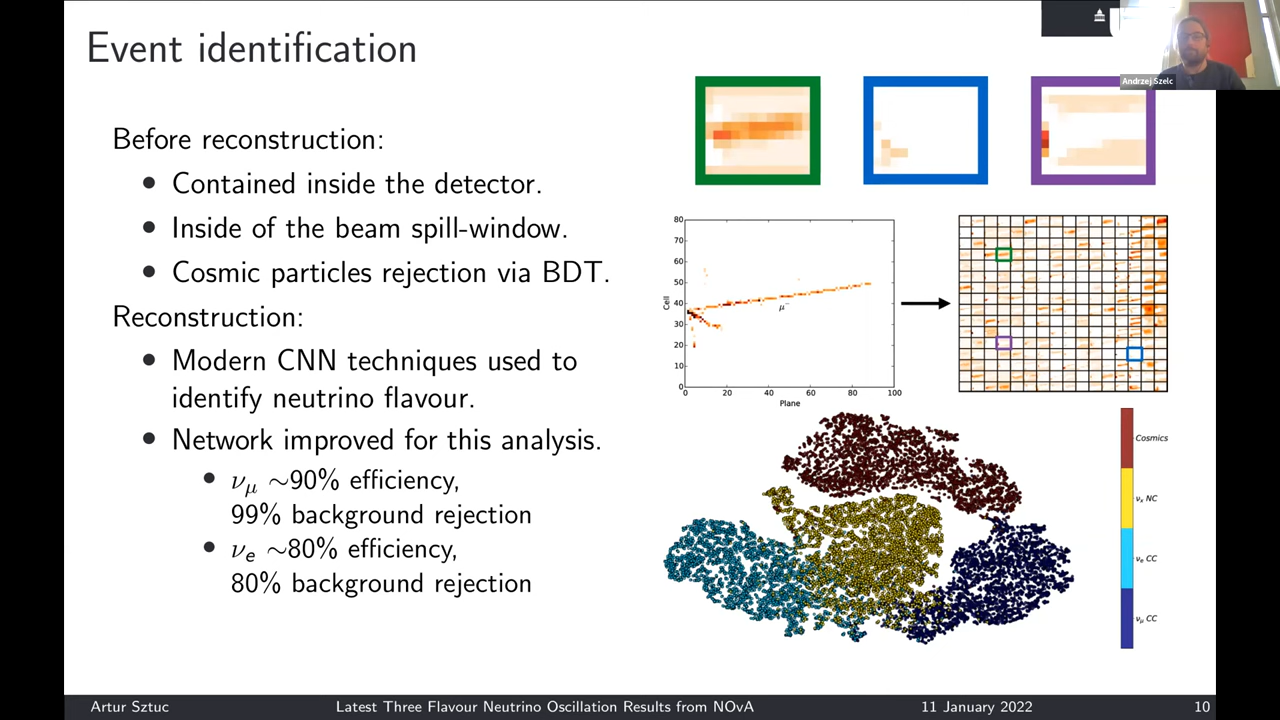 Event identification
Andrzej Szelc
Before reconstruction:
• Contained inside the detector.
• Inside of the beam spill-window.
• Cosmic particles rejection via BDT.
Reconstruction:
• Modern CNN techniques used to
identify neutrino flavour.
• Network improved for this analysis.
• νμ ∼90% efficiency,
99% background rejection
• νe ∼80% efficiency,
80% background rejection
80
70
60
50
40
30
20
10
0
Cell
μ⁻
0 20 40 60 80 100
Plane
Cosmics
νx NC
νe CC
νμ CC
Artur Sztuc Latest Three Flavour Neutrino Oscillation Results from NOvA 11 January 2022 10